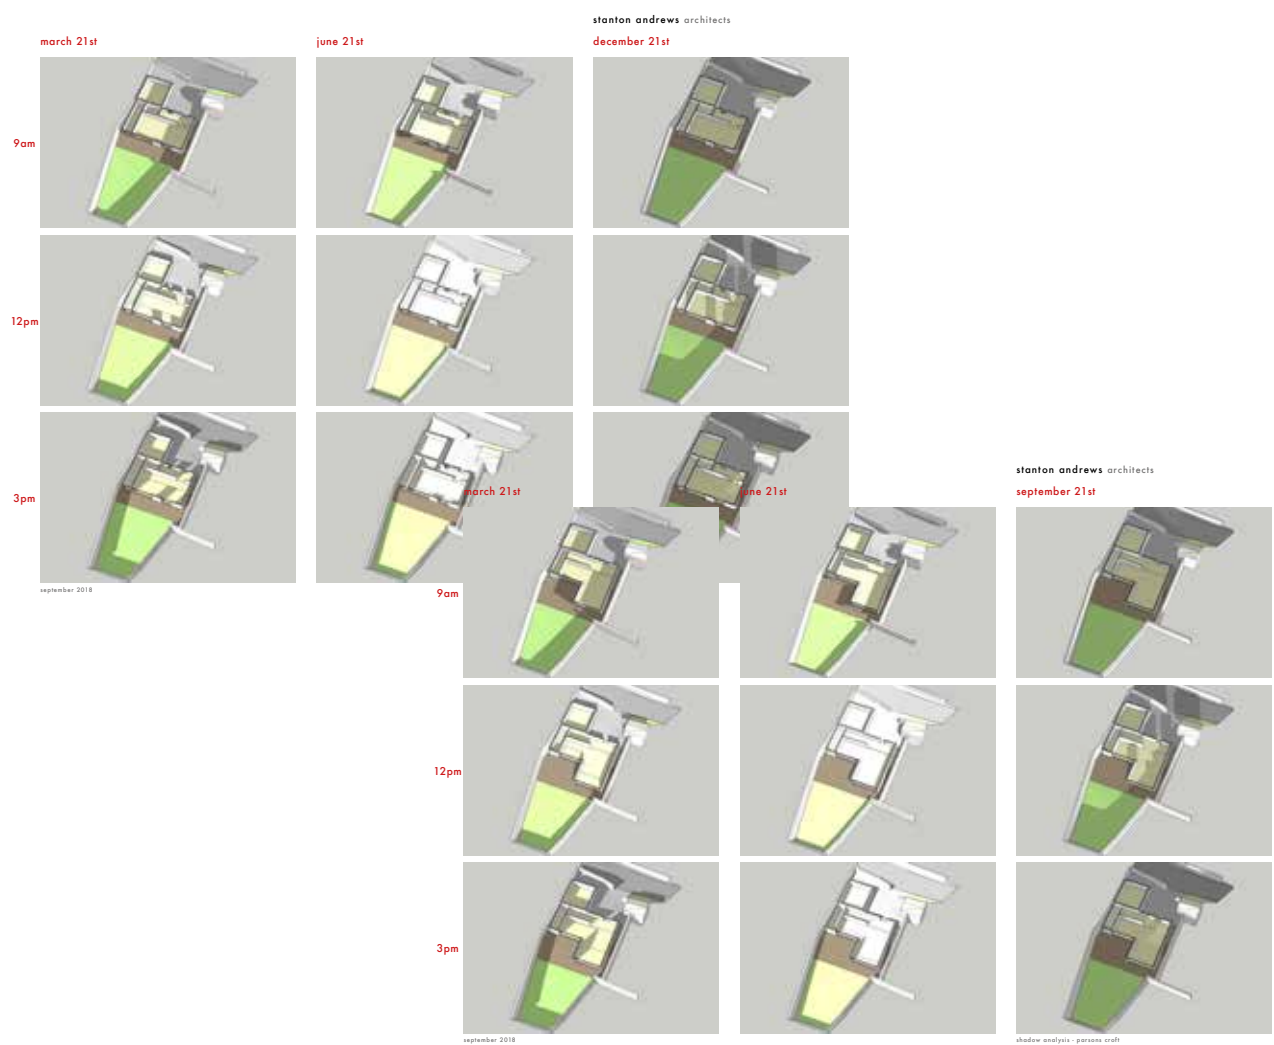 stanton andrews architects
march 21st
june 21st
december 21st
9am
12pm
3pm
september 2018
stanton andrews architects
march 21st
une 21st
september 21st
9am
12pm
3pm
september 2018
shadow analysis - parsons croft